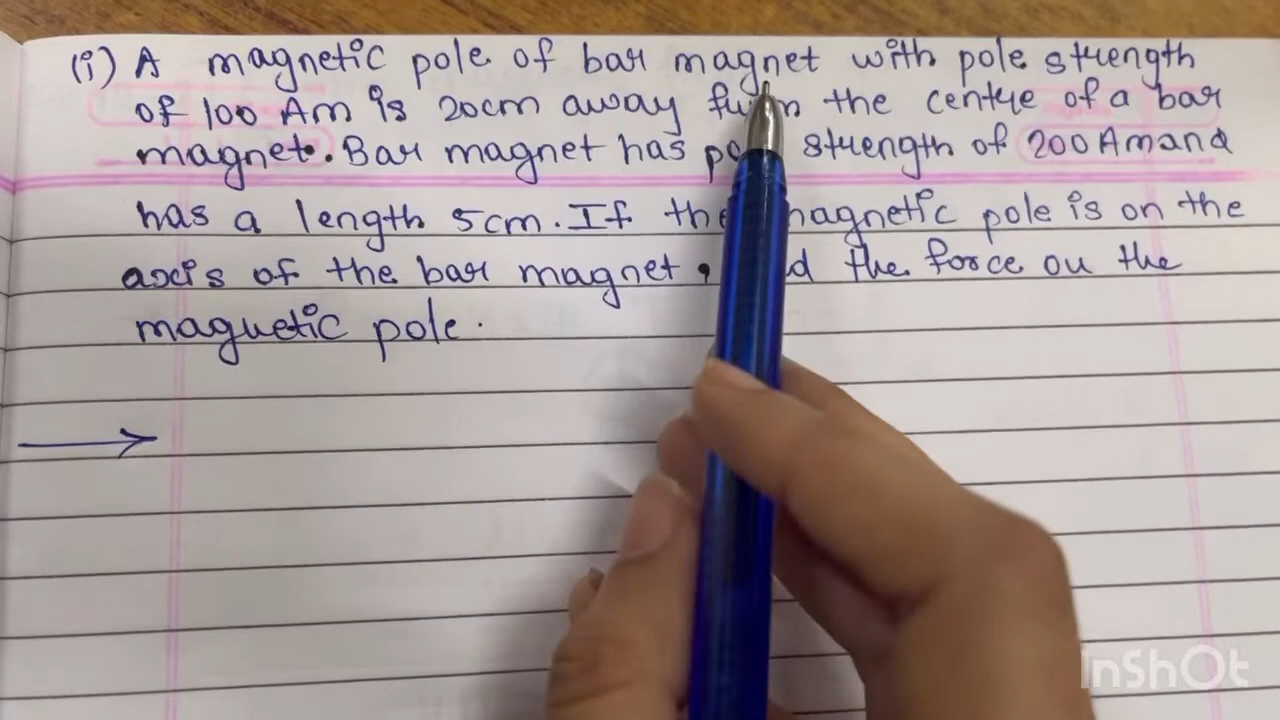 (i) A magnetic pole of bar magnet with pole strength
of 100 Am is 20cm away the centre of a bar
magnet. Bar magnet has strength of 200 Am and
has a length 5cm. If magnetic pole is on the
axis of the bar magnet, the force on the
magnetic pole.
InShOt